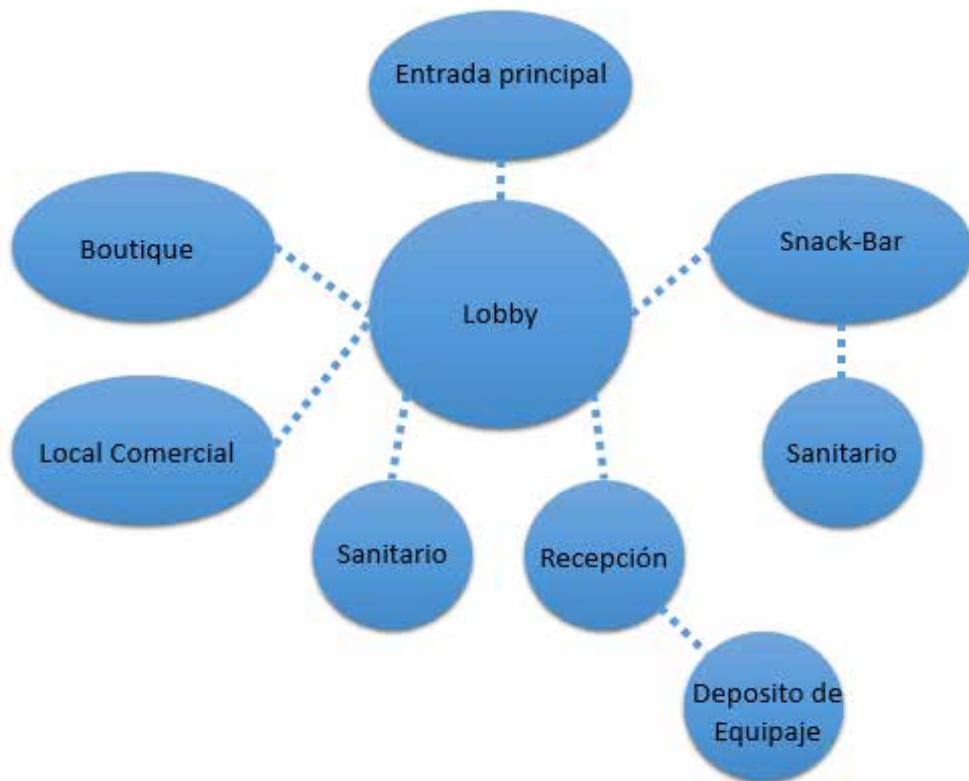 Entrada principal
Boutique
Snack-Bar
Lobby
Local Comercial
Sanitario
Sanitario
Recepción
Deposito de
Equipaje